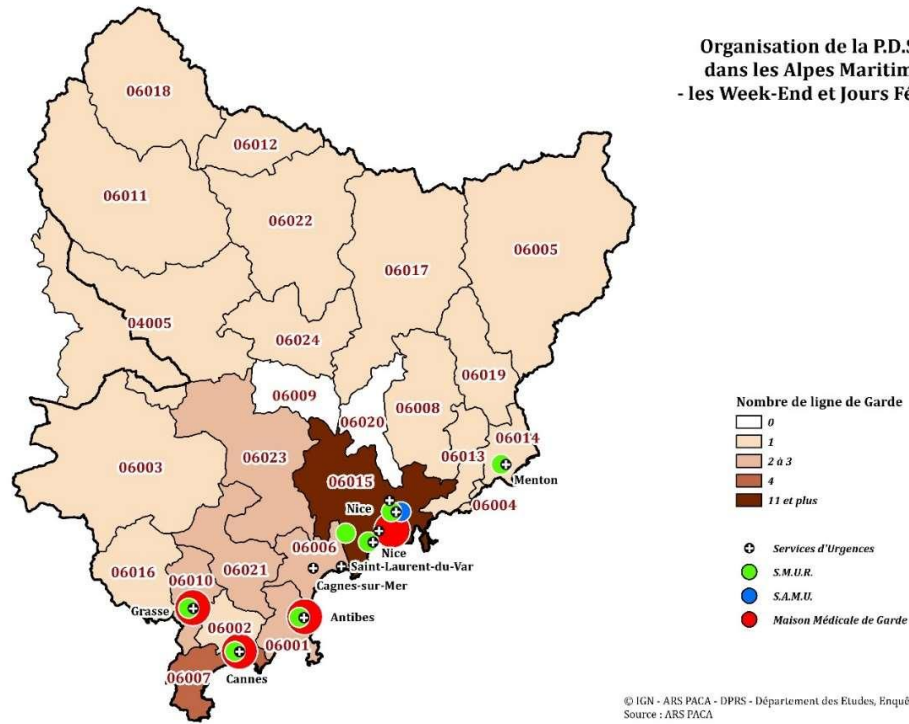 Organisation de la P.D.S
dans les Alpes Maritim
- les Week-End et Jours Fé
06018
06012
06011
06022
06005
06017
04005
06024
06019
06009
06020
06008
06014
06013
06023
06003
06015
Menton
Nice
06004
Nice
06006
Saint-Laurent-du-Var
Cagnes-sur-Mer
06016
06010
06021
Grasse
06002
Antibes
06001
06007
Cannes
Nombre de ligne de Garde
0
1
2 à 3
4
11 et plus
Services d'Urgences
S.M.U.R.
S.A.M.U.
Maison Médicale de Garde
© IGN - ARS PACA - DPRS - Département des Etudes, Enquê
Source : ARS PACA